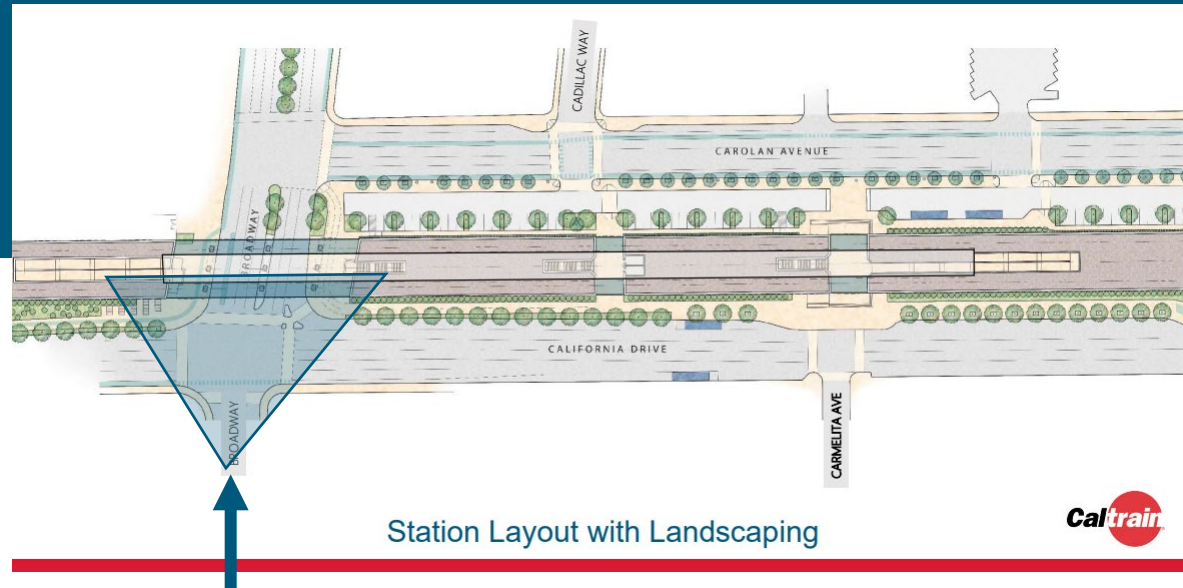 CADILLAC WAY
CAROLAN AVENUE
BROADWAY
CALIFORNIA DRIVE
BROADWAY
CARMELITA AVE
Station Layout with Landscaping
Caltrain